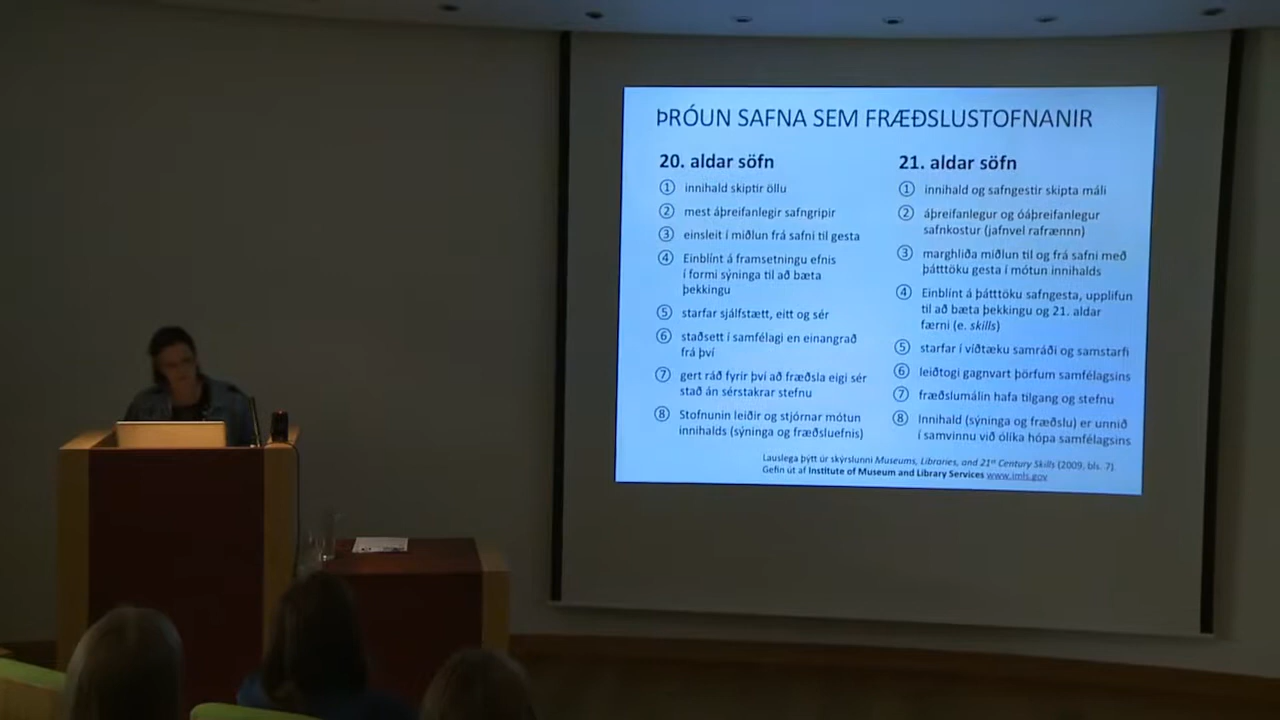 ÞRÓUN SAFNA SEM FRÆÐSLUSTOFNANIR
20. aldar söfn
① innihald skiptir öllu
② mest áþreifanlegir safngripir
③ einsleit í miðlun frá safni til gesta
④ Einblínt á framsetningu efnis
í formi sýninga til að bæta
þekkingu
⑤ starfar sjálfstætt, eitt og sér
⑥ staðsett í samfélagi en einangrað
frá því
⑦ gert ráð fyrir því að fræðsla eigi sér
stað án sérstakrar stefnu
⑧ Stofnunin leiðir og stjórnar mótun
innihalds (sýninga og fræðsluefnis)
21. aldar söfn
① innihald og safngestir skipta máli
② áþreifanlegur og óáþreifanlegur
safnkostur (jafnvel rafrænnn)
③ marghliða miðlun til og frá safni með
þátttöku gesta í mótun innihalds
④ Einblínt á þátttöku safngesta, upplifun
til að bæta þekkingu og 21. aldar
færni (e. skills)
⑤ starfar í víðtæku samráði og samstarfi
⑥ leiðtogi gagnvart þörfum samfélagsins
⑦ fræðslumálin hafa tilgang og stefnu
⑧ Innihald (sýninga og fræðslu) er unnið
í samvinnu við ólíka hópa samfélagsins
Lauslega þýtt úr skýrslunni Museums, Libraries, and 21st Century Skills (2009, bls. 7).
Gefin út af Institute of Museum and Library Services www.imls.gov